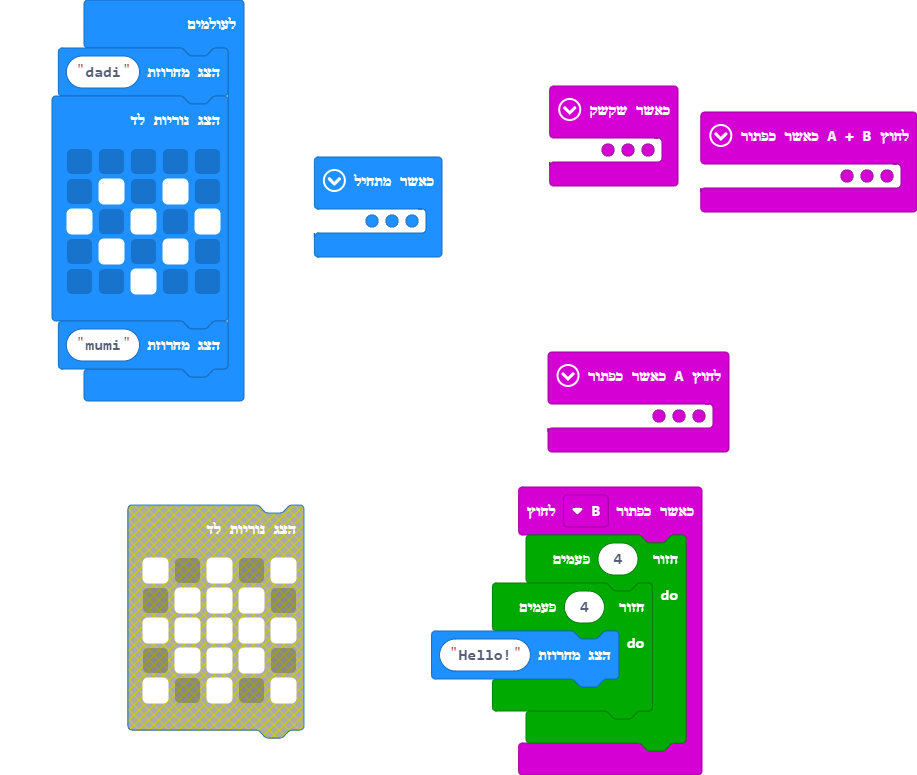 לעולמים
הצג מחרוזת "dadi"
הצג נוריות לד
הצג מחרוזת "mumi"
כאשר מתחיל
כאשר שקשק
לחוץ A + B כאשר כפתור
לחוץ A כאשר כפתור
כאשר כפתור B לחוץ
חזור 4 פעמים
do
חזור 4 פעמים
do
הצג מחרוזת "Hello!"
הצג נוריות לד